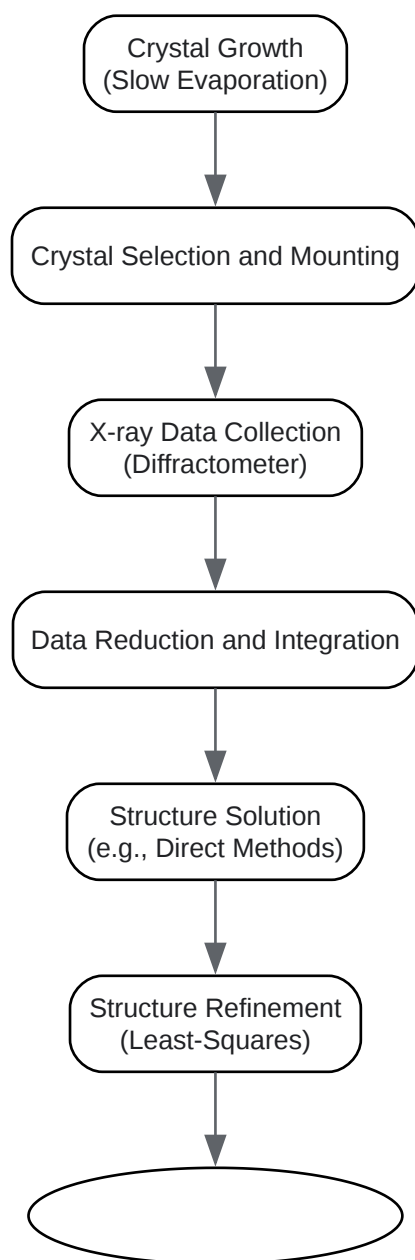 Crystal Growth
(Slow Evaporation)
Crystal Selection and Mounting
X-ray Data Collection
(Diffractometer)
Data Reduction and Integration
Structure Solution
(e.g., Direct Methods)
Structure Refinement
(Least-Squares)